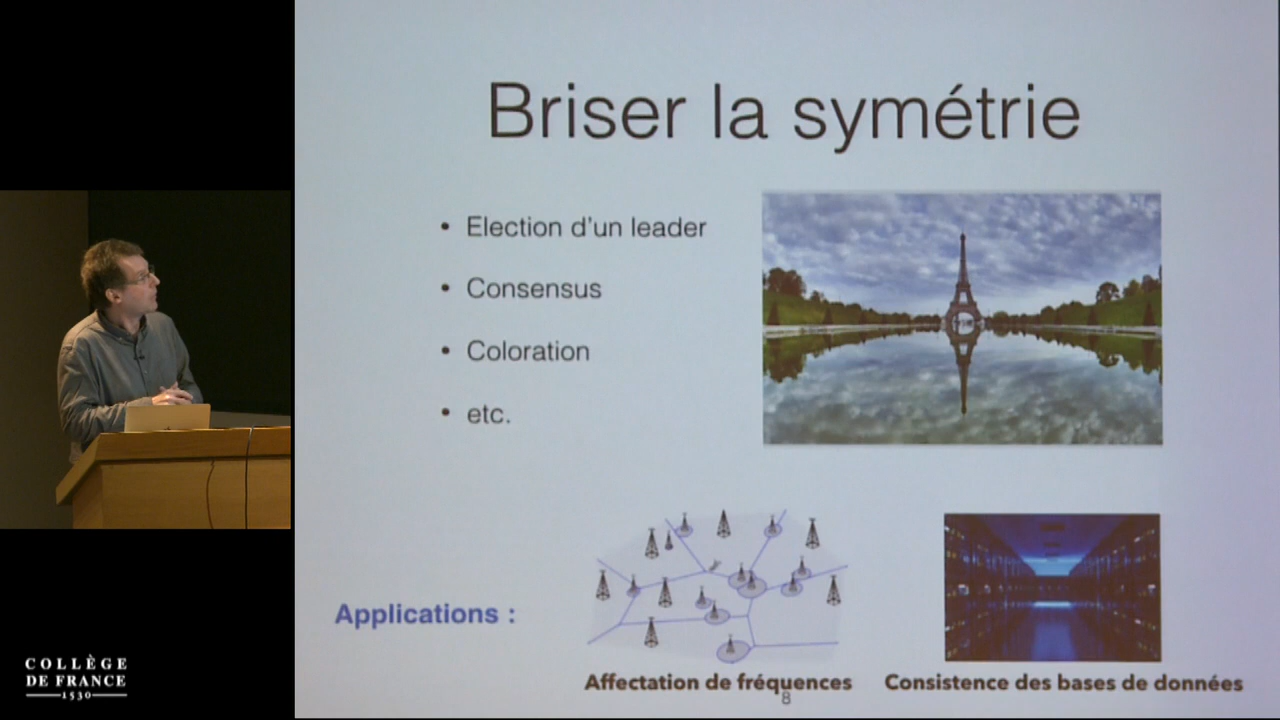 Briser la symétrie
• Election d'un leader
• Consensus
• Coloration
• etc.
Applications :
Affectation de fréquences
Consistence des bases de données
8
COLLÈGE
DE FRANCE
1530